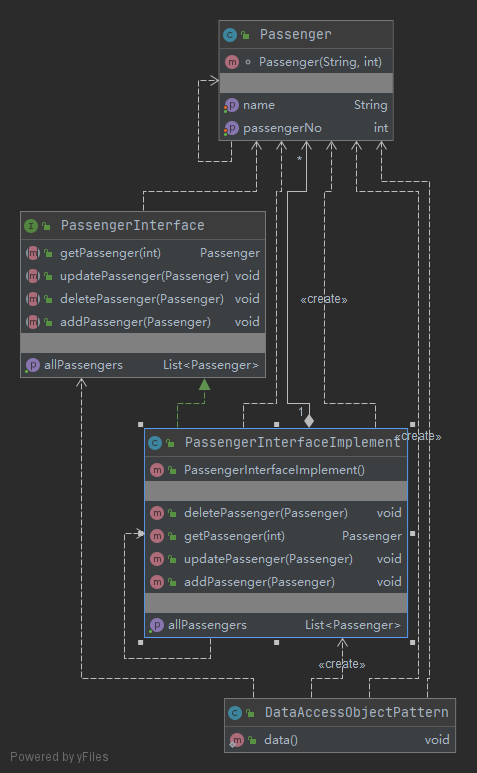 Passenger
Passenger(String, int)
name String
passengerNo int
*
PassengerInterface
getPassenger(int) Passenger
updatePassenger(Passenger) void
deletePassenger(Passenger) void
addPassenger(Passenger) void
allPassengers List<Passenger>
«create»
1
«create»
PassengerInterfaceImplement
PassengerInterfaceImplement()
deletePassenger(Passenger) void
getPassenger(int) Passenger
updatePassenger(Passenger) void
addPassenger(Passenger) void
allPassengers List<Passenger>
«create»
DataAccessObjectPattern
data() void
Powered by yFiles